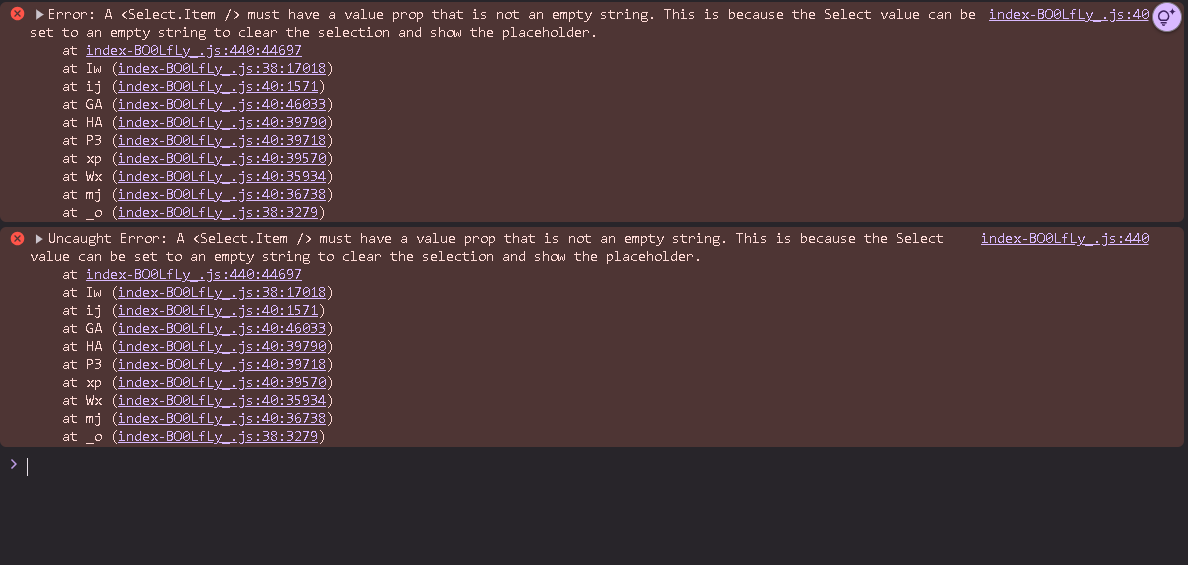 Error: A <Select.Item /> must have a value prop that is not an empty string. This is because the Select value can be index-BO0LfLy_.js:40
set to an empty string to clear the selection and show the placeholder.
at index-BO0LfLy_.js:440:44697
at Iw (index-BO0LfLy_.js:38:17018)
at ij (index-BO0LfLy_.js:40:1571)
at GA (index-BO0LfLy_.js:40:46033)
at HA (index-BO0LfLy_.js:40:39790)
at P3 (index-BO0LfLy_.js:40:39718)
at xp (index-BO0LfLy_.js:40:39570)
at Wx (index-BO0LfLy_.js:40:35934)
at mj (index-BO0LfLy_.js:40:36738)
at _o (index-BO0LfLy_.js:38:3279)
Uncaught Error: A <Select.Item /> must have a value prop that is not an empty string. This is because the Select index-BO0LfLy_.js:440
value can be set to an empty string to clear the selection and show the placeholder.
at index-BO0LfLy_.js:440:44697
at Iw (index-BO0LfLy_.js:38:17018)
at ij (index-BO0LfLy_.js:40:1571)
at GA (index-BO0LfLy_.js:40:46033)
at HA (index-BO0LfLy_.js:40:39790)
at P3 (index-BO0LfLy_.js:40:39718)
at xp (index-BO0LfLy_.js:40:39570)
at Wx (index-BO0LfLy_.js:40:35934)
at mj (index-BO0LfLy_.js:40:36738)
at _o (index-BO0LfLy_.js:38:3279)